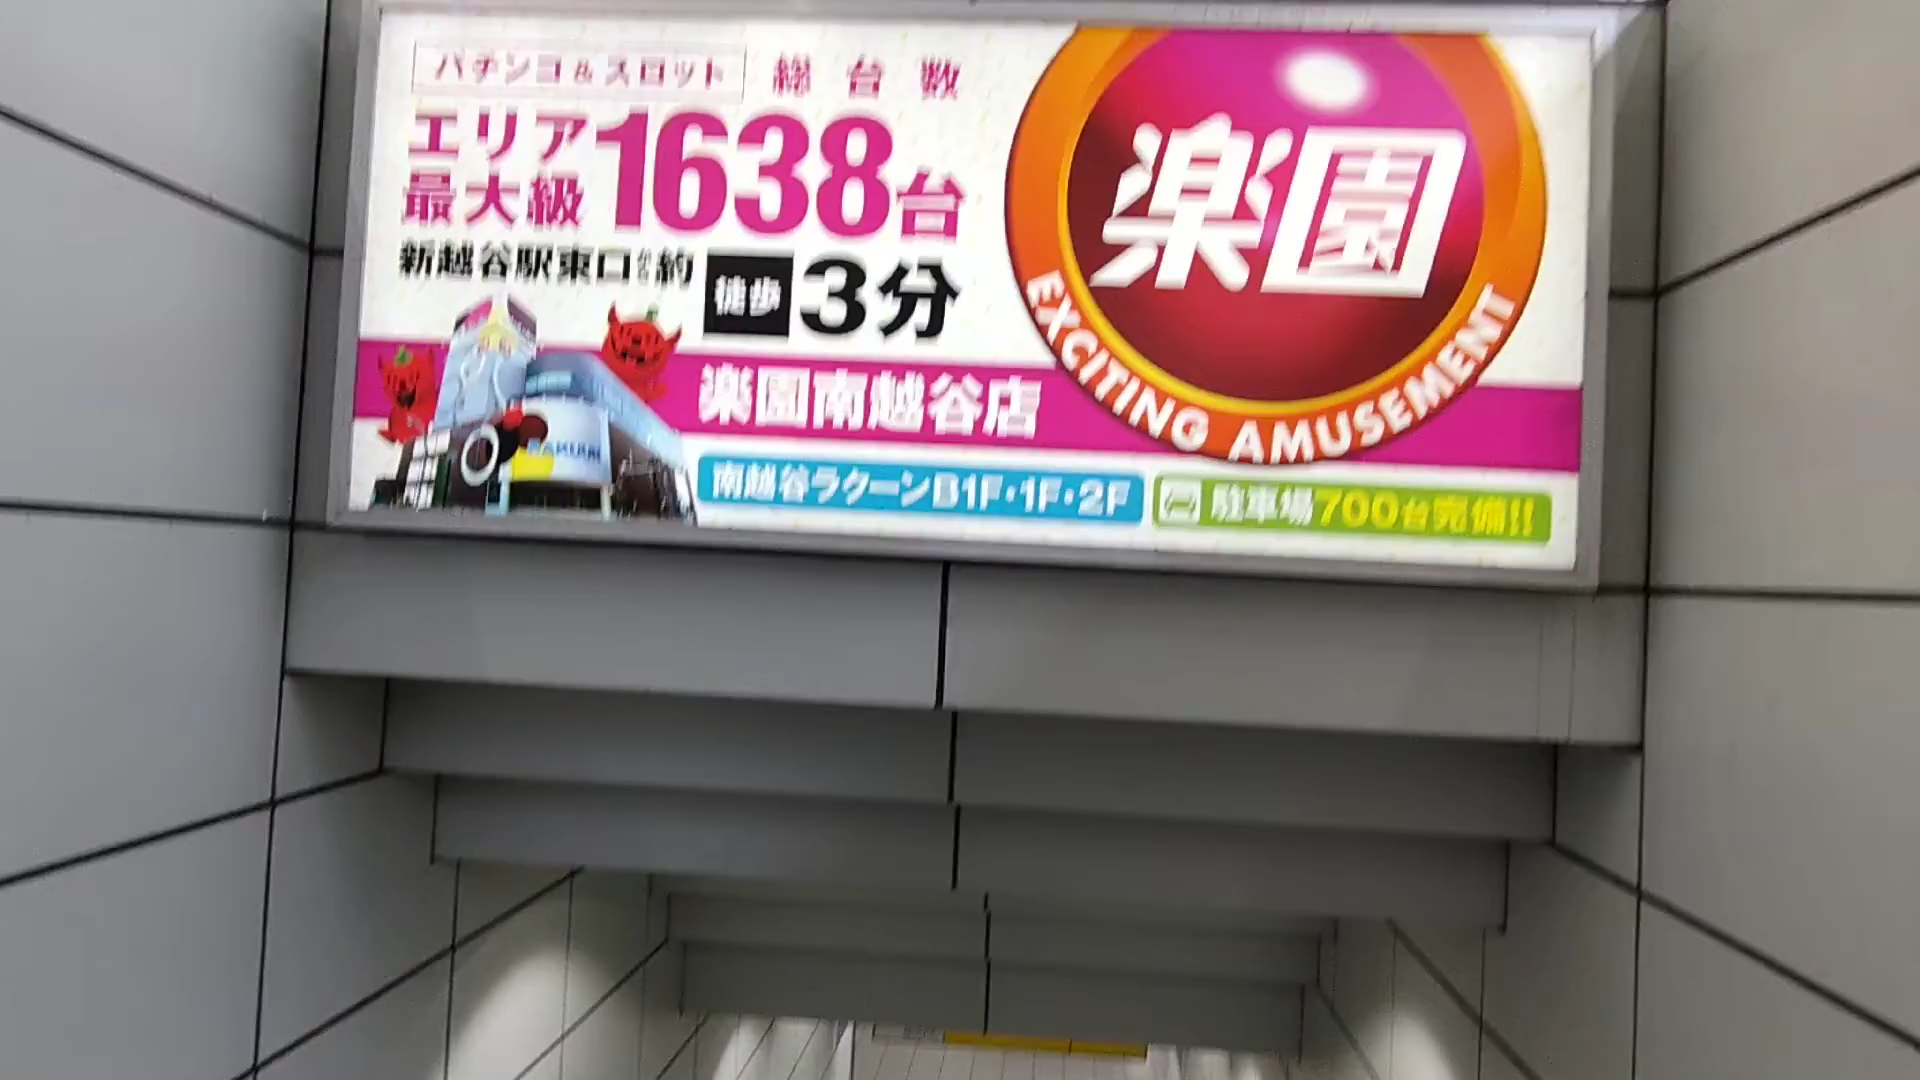 パチンコ&スロット 総台数
エリア
最大級
1638台
新越谷駅東口から約
徒歩
3分
楽園
EXCITING AMUSEMENT
楽園南越谷店
RAKUEN
南越谷ラクーンB1F・1F・2F
駐車場700台完備!!